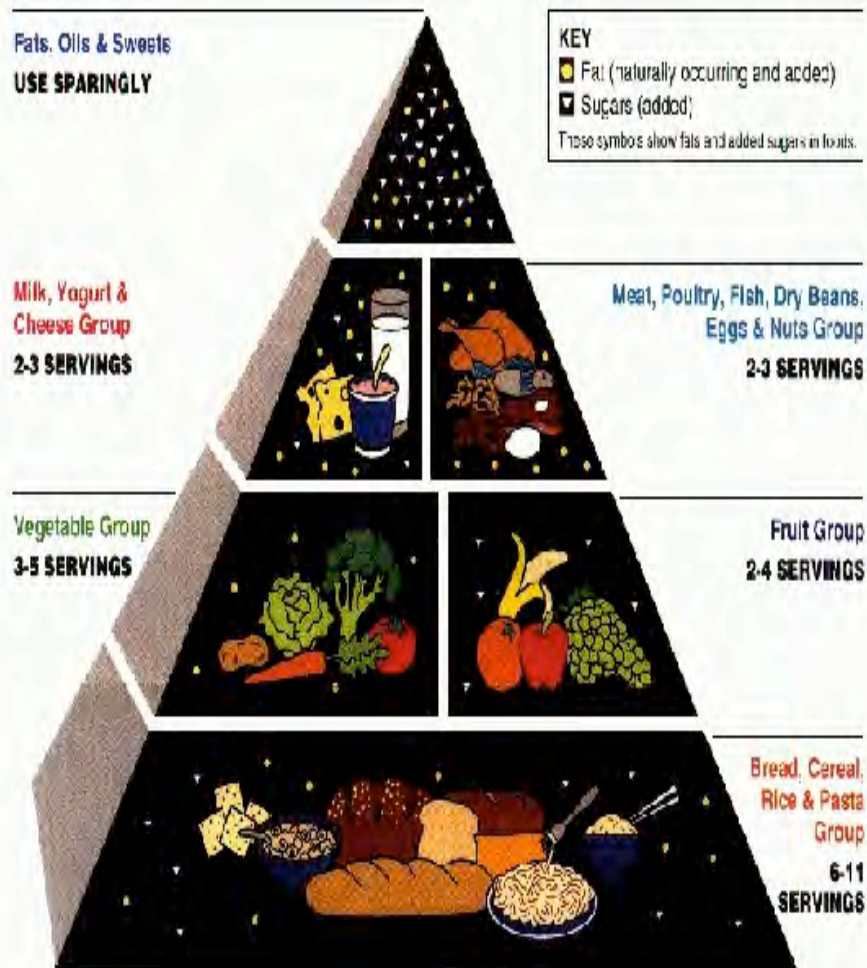 Fats, Oils & Sweets
USE SPARINGLY
KEY
Fat (naturally occurring and added)
Sugars (added)
These symbols show fats and added sugars in foods.
Milk, Yogurt &
Cheese Group
2-3 SERVINGS
Meat, Poultry, Fish, Dry Beans,
Eggs & Nuts Group
2-3 SERVINGS
Vegetable Group
3-5 SERVINGS
Fruit Group
2-4 SERVINGS
Bread, Cereal,
Rice & Pasta
Group
6-11
SERVINGS